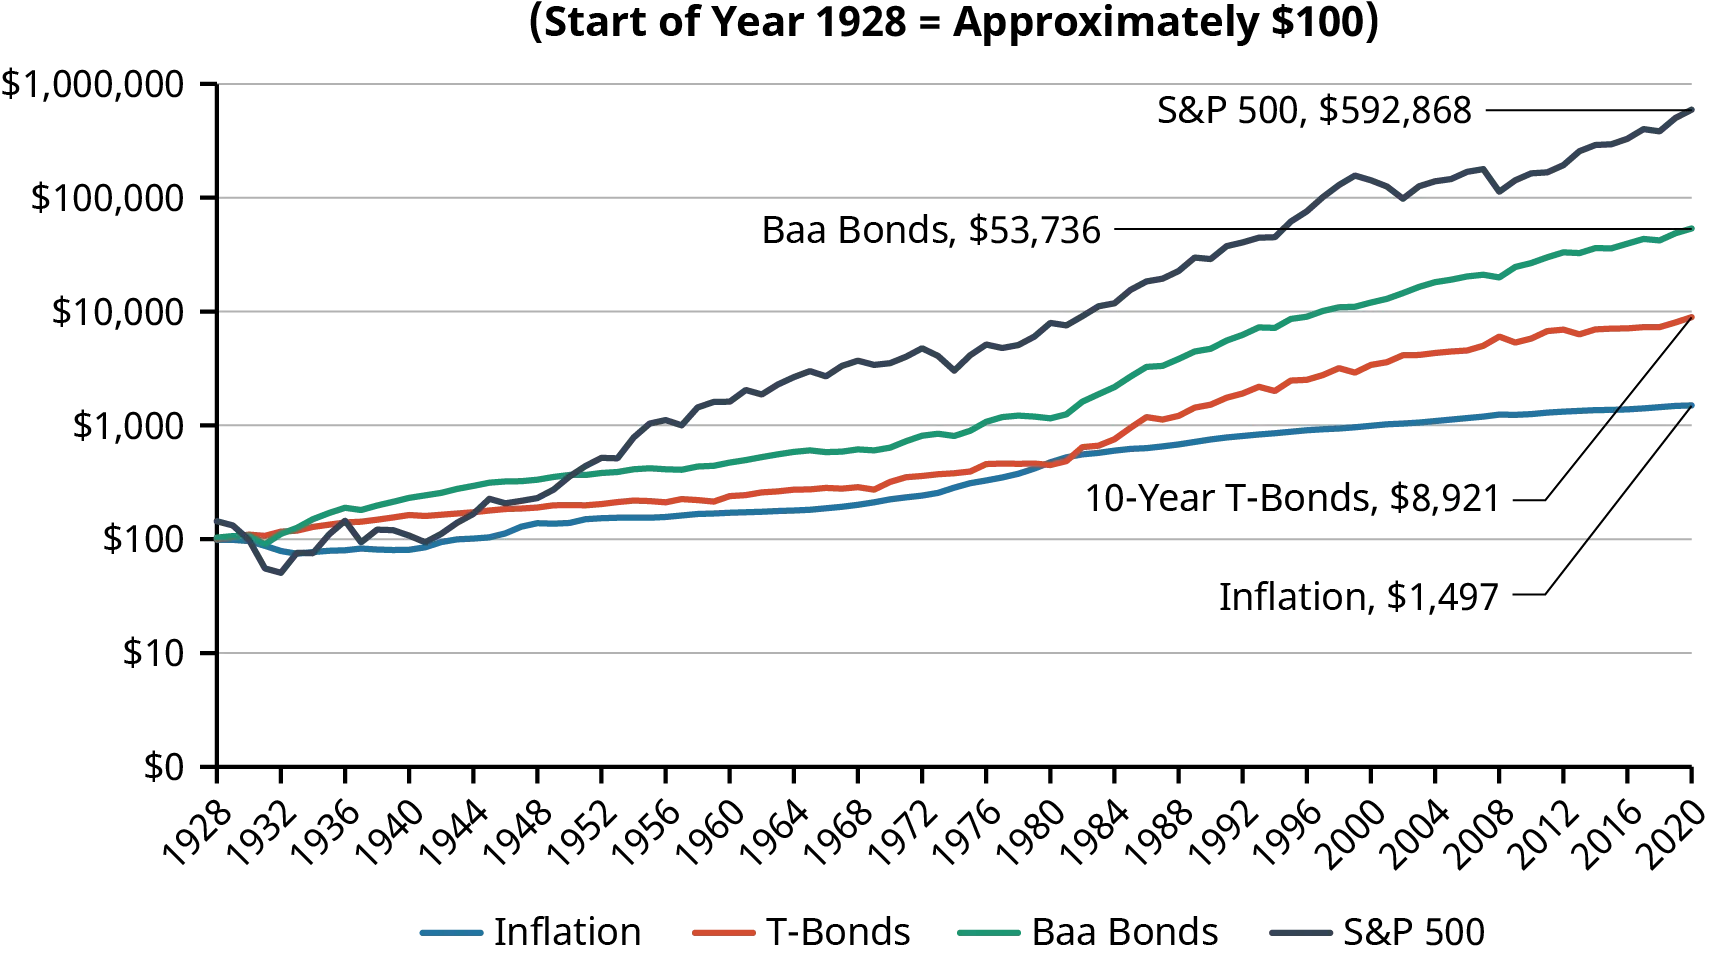 (Start of Year 1928 = Approximately $100)
$1,000,000
$100,000
$10,000
$1,000
$100
$10
$0
S&P 500, $592,868
Baa Bonds, $53,736
10-Year T-Bonds, $8,921
Inflation, $1,497
1928 1932 1936 1940 1944 1948 1952 1956 1960 1964 1968 1972 1976 1980 1984 1988 1992 1996 2000 2004 2008 2012 2016 2020
Inflation T-Bonds Baa Bonds S&P 500